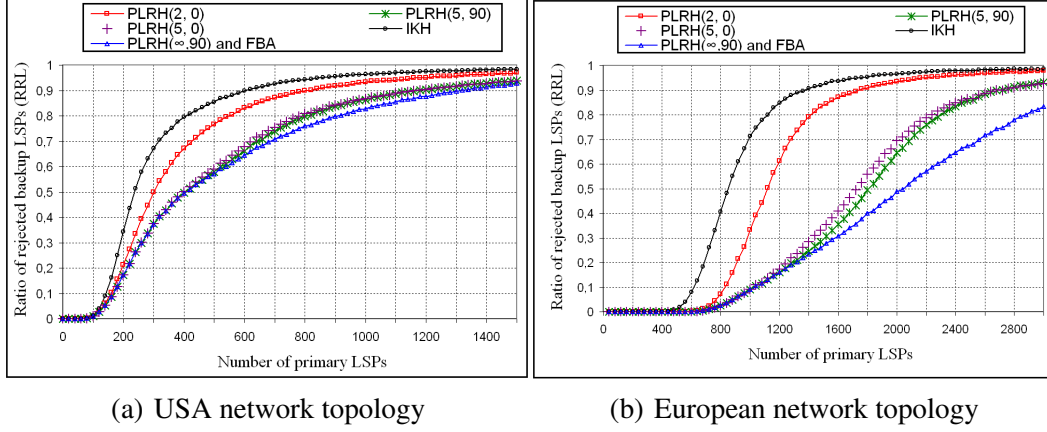 PLRH(2, 0)
PLRH(5, 90)
PLRH(5, 0)
IKH
PLRH(∞,90) and FBA
1
0,9
0,8
0,7
0,6
0,5
0,4
0,3
0,2
0,1
0
Ratio of rejected backup LSPs (RRL)
0 200 400 600 800 1000 1200 1400
Number of primary LSPs
(a) USA network topology
PLRH(2, 0)
PLRH(5, 90)
PLRH(5, 0)
IKH
PLRH(∞,90) and FBA
1
0,9
0,8
0,7
0,6
0,5
0,4
0,3
0,2
0,1
0
Ratio of rejected backup LSPs (RRL)
0 400 800 1200 1600 2000 2400 2800
Number of primary LSPs
(b) European network topology